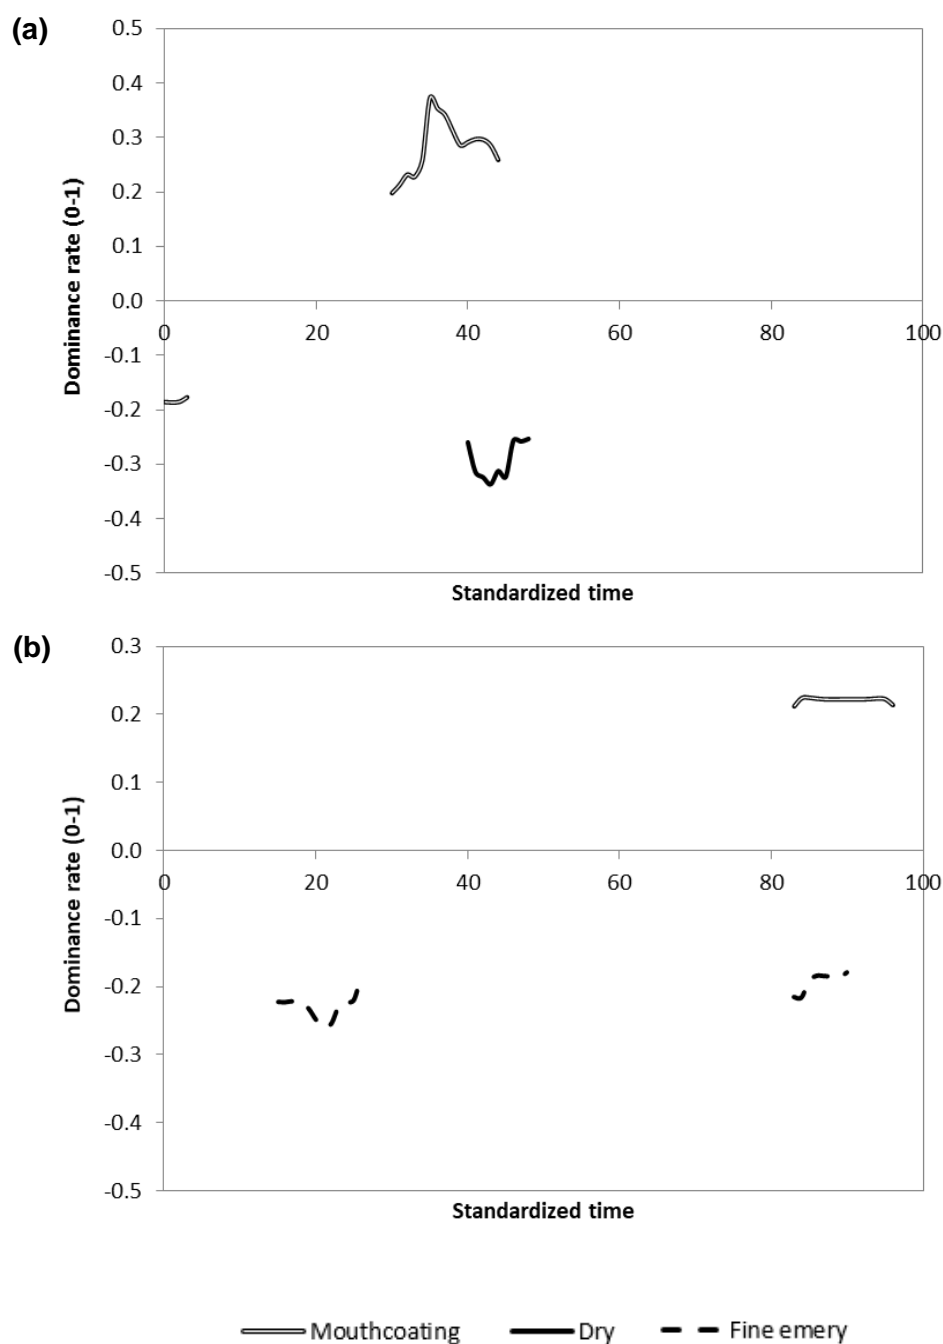 (a)
0.5
0.4
0.3
0.2
0.1
0.0
-0.1
-0.2
-0.3
-0.4
-0.5
0 20 40 60 80 100
Dominance rate (0-1)
Standardized time
(b)
0.3
0.2
0.1
0.0
-0.1
-0.2
-0.3
-0.4
-0.5
0 20 40 60 80 100
Dominance rate (0-1)
Standardized time
Mouthcoating Dry Fine emery